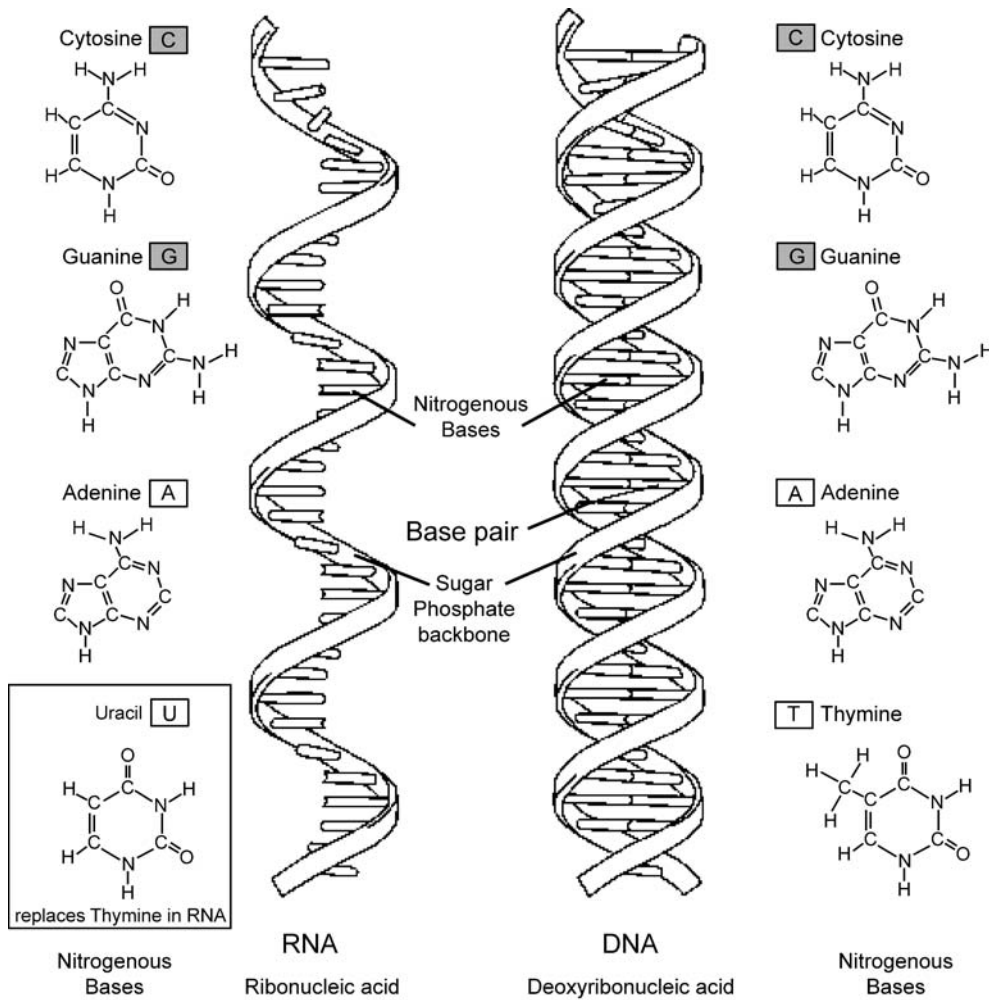 Cytosine C
H H
N
H C
C N
C C
H N O
H
Guanine G
O H
C N
N C H
C C C N
N N H
H
Adenine A
H H
N
C N
N C
C C C
N N
H
Uracil U
O
H C H
C N
C C
H N O
H
replaces Thymine in RNA
Nitrogenous
Bases
Nitrogenous
Bases
Base pair
Sugar
Phosphate
backbone
RNA
Ribonucleic acid
DNA
Deoxyribonucleic acid
C Cytosine
H H
N
H C
C N
C C
H N O
H
G Guanine
O H
C N
N C H
C C C N
N N H
H
A Adenine
H H
N
C N
N C
C C C
N N
H
T Thymine
H O
H C C H
H C N
C C
H N O
H
Nitrogenous
Bases